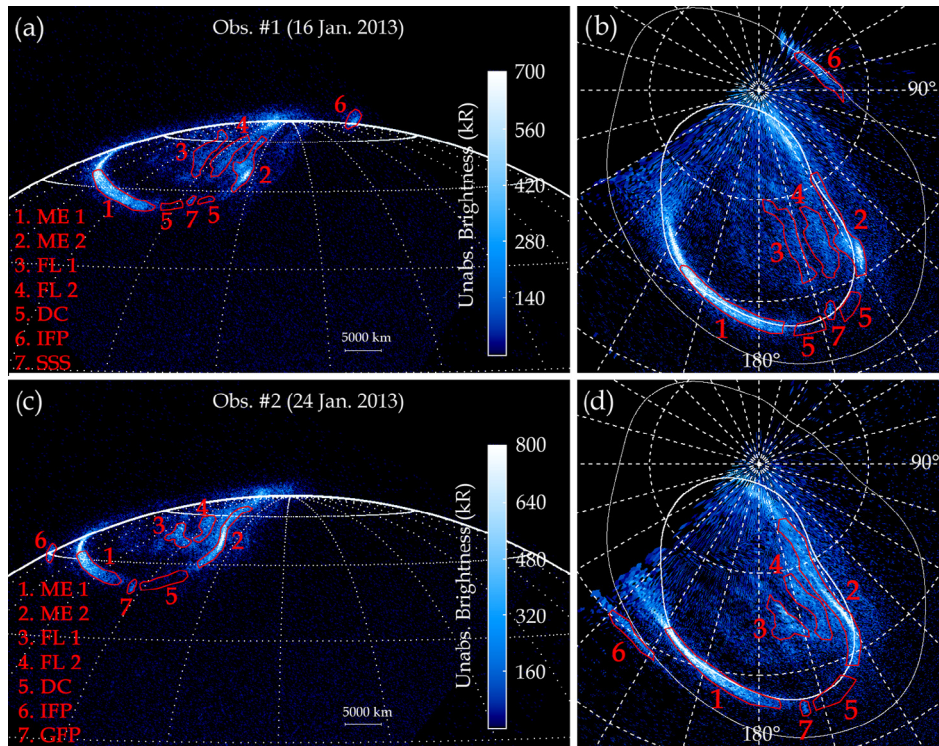 (a)
Obs. #1 (16 Jan. 2013)
6
4
3
2
1
5
7
5
1. ME 1
2. ME 2
3. FL 1
4. FL 2
5. DC
6. IFP
7. SSS
5000 km
Unabs. Brightness (kR)
700
560
420
280
140
(b)
6
90°
4
2
3
1
5
7
5
180°
(c)
Obs. #2 (24 Jan. 2013)
6
4
3
2
1
7
5
1. ME 1
2. ME 2
3. FL 1
4. FL 2
5. DC
6. IFP
7. GFP
5000 km
Unabs. Brightness (kR)
800
640
480
320
160
(d)
90°
4
2
3
6
1
7
5
180°